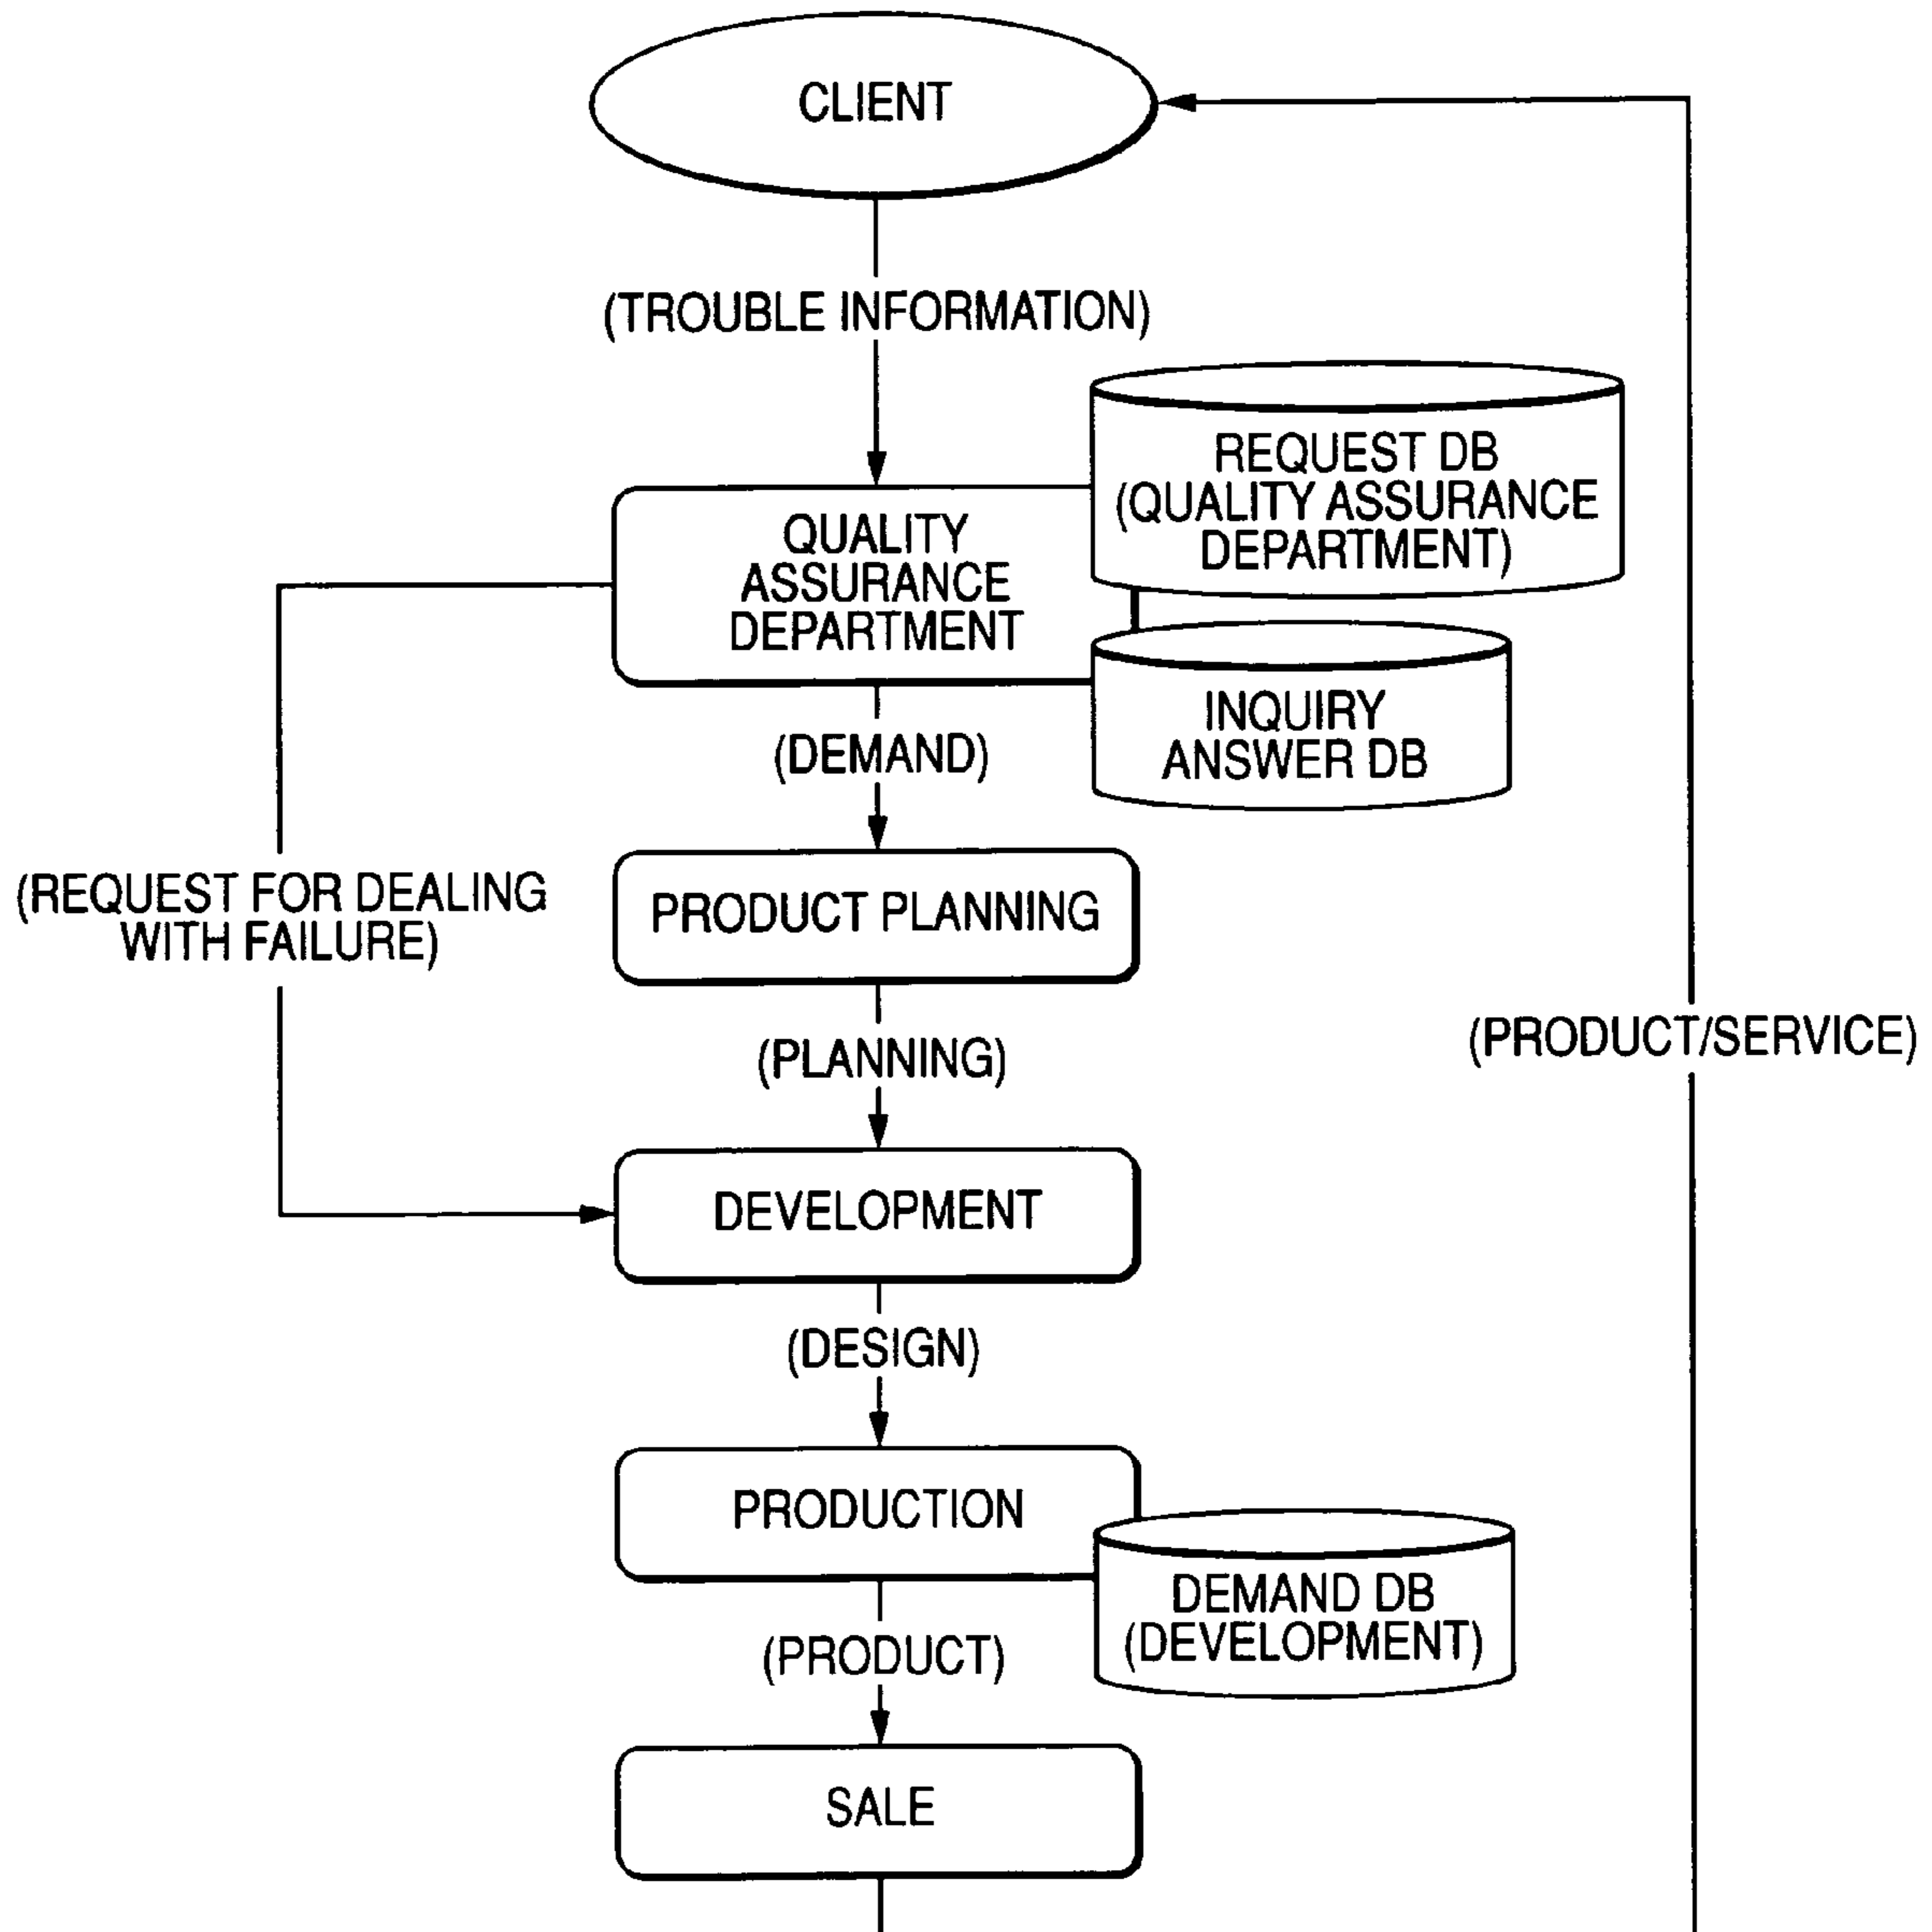 CLIENT
(TROUBLE INFORMATION)
REQUEST DB
(QUALITY ASSURANCE
DEPARTMENT)
QUALITY
ASSURANCE
DEPARTMENT
INQUIRY
ANSWER DB
(DEMAND)
(REQUEST FOR DEALING
WITH FAILURE)
PRODUCT PLANNING
(PRODUCT/SERVICE)
(PLANNING)
DEVELOPMENT
(DESIGN)
PRODUCTION
DEMAND DB
(DEVELOPMENT)
(PRODUCT)
SALE